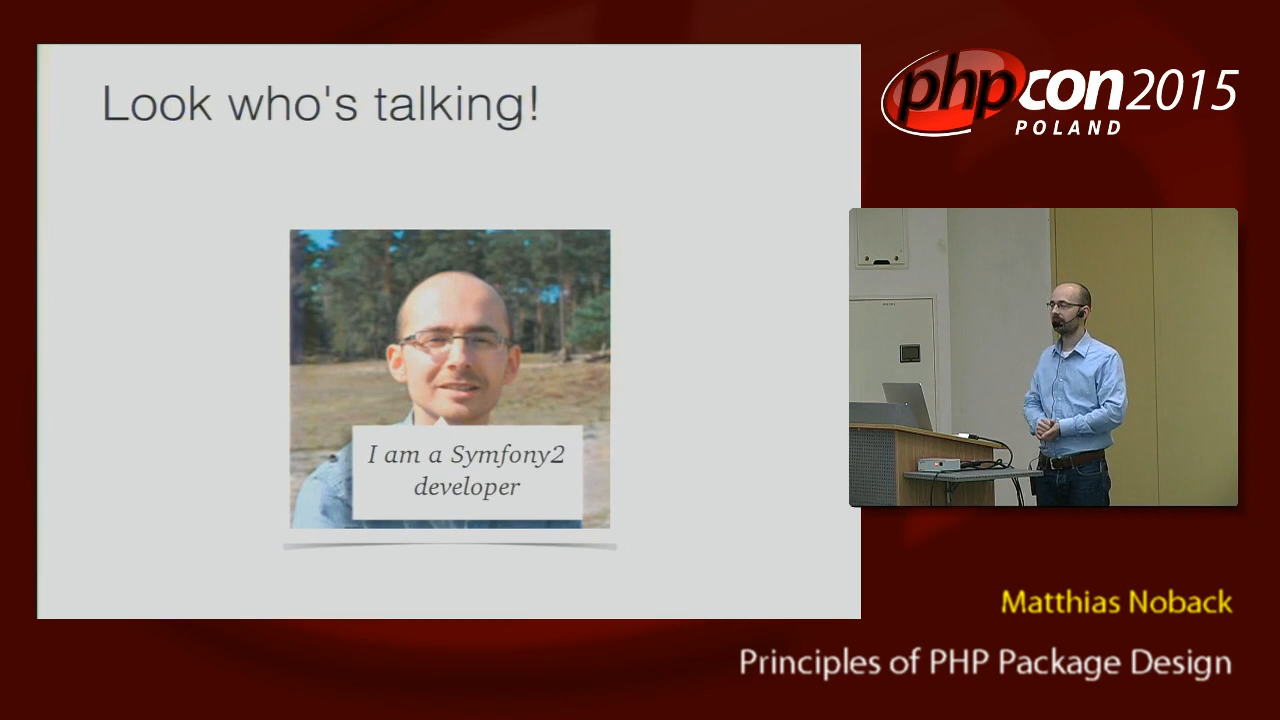 Look who's talking!
I am a Symfony2
developer
phpcon2015
POLAND
Matthias Noback
Principles of PHP Package Design